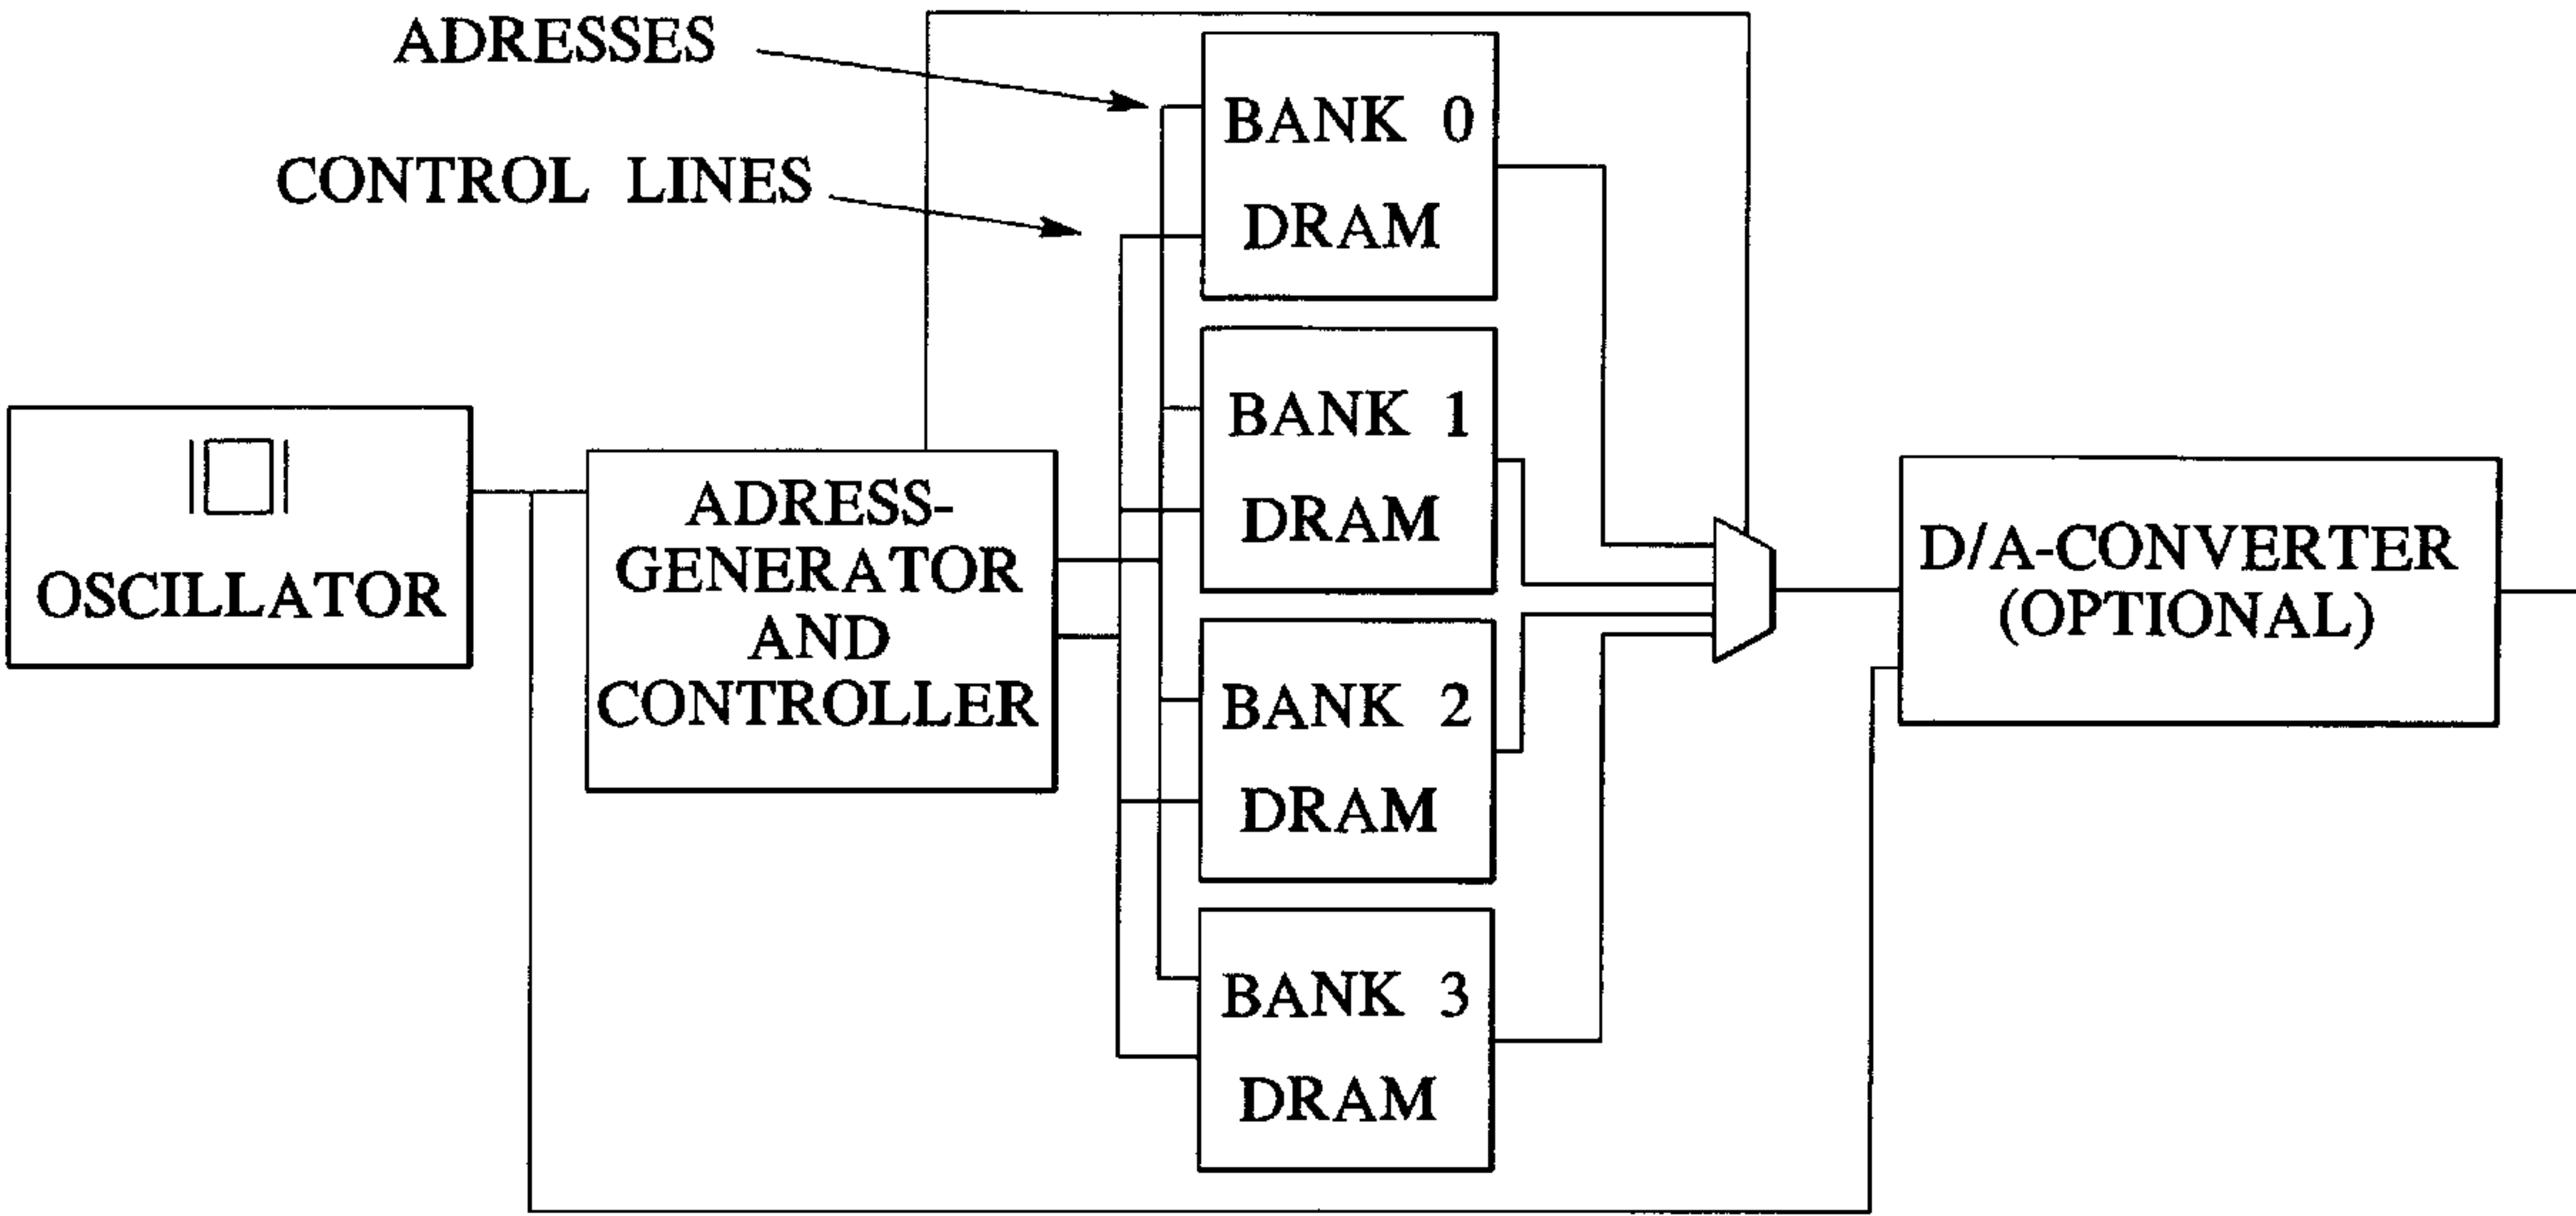 ADRESSES
CONTROL LINES
BANK 0
DRAM
BANK 1
DRAM
OSCILLATOR
ADRESS-
GENERATOR
AND
CONTROLLER
D/A-CONVERTER
(OPTIONAL)
BANK 2
DRAM
BANK 3
DRAM